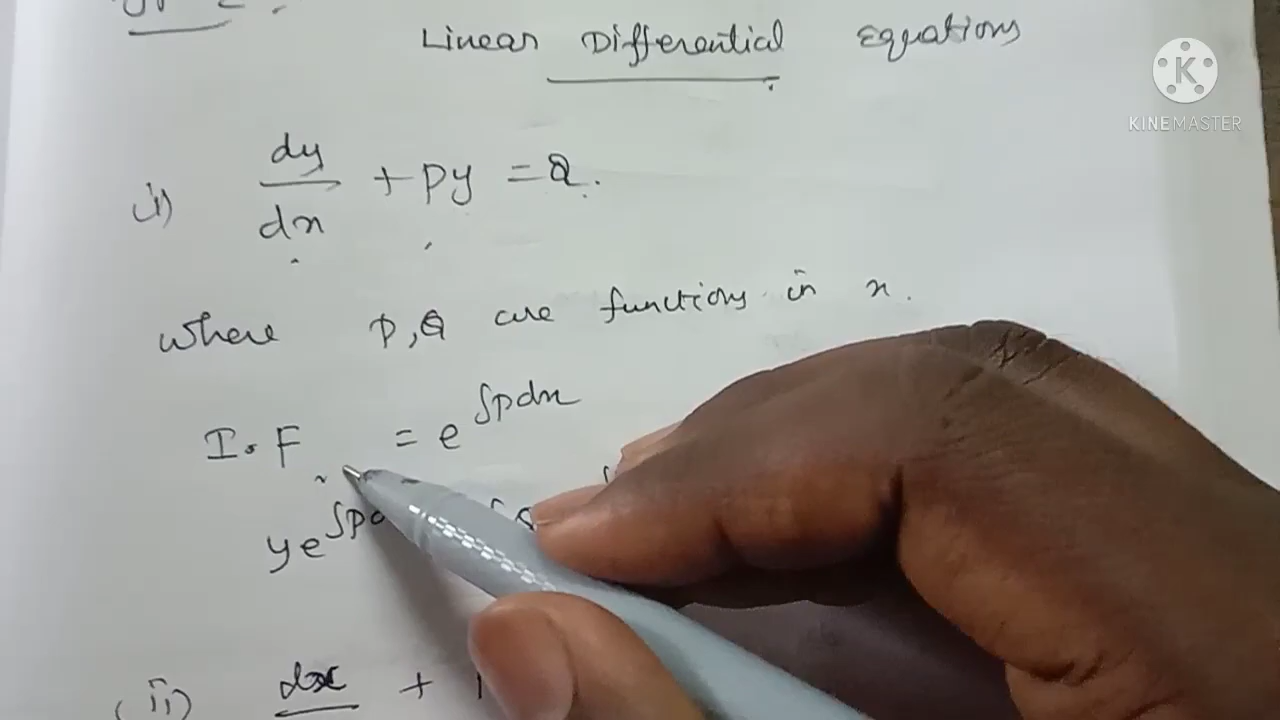 Linear Differential Equations
KINEMASTER
(i) dy/dx + py = Q.
where P, Q are functions in x.
I.F = e^∫pdx
ye^∫p
(ii) dx +